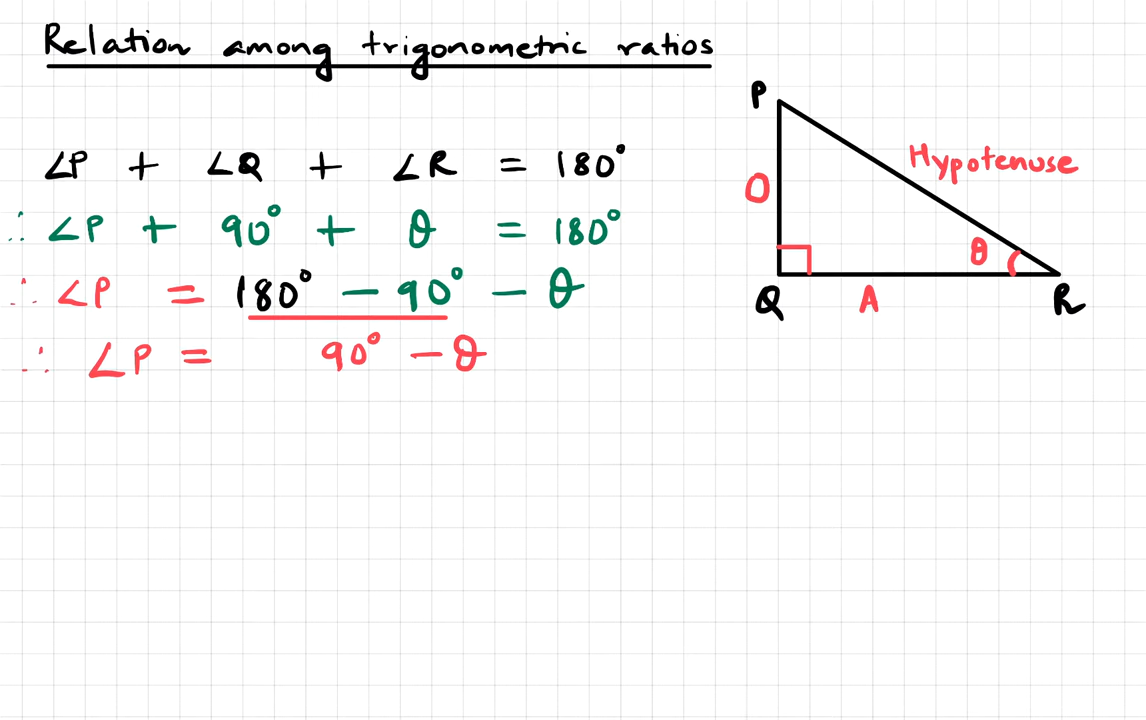 Relation among trigonometric ratios
∠P + ∠Q + ∠R = 180°
∴ ∠P + 90° + θ = 180°
∴ ∠P = 180° − 90° − θ
∴ ∠P = 90° − θ
P
Hypotenuse
O
θ
Q A R